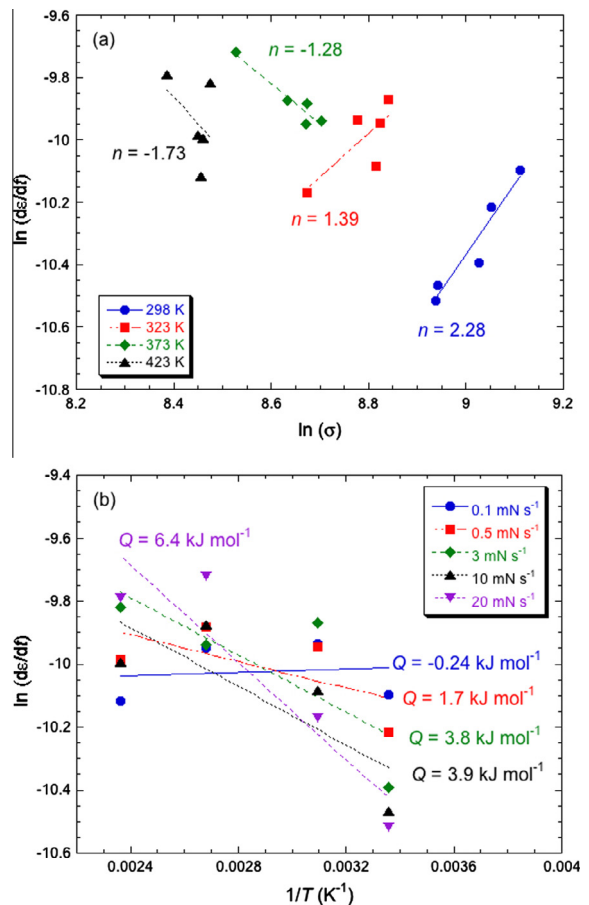 (a)
n = -1.28
n = -1.73
n = 1.39
n = 2.28
298 K
323 K
373 K
423 K
ln (dε/dt)
-9.6
-9.8
-10
-10.2
-10.4
-10.6
-10.8
8.2 8.4 8.6 8.8 9 9.2
ln (σ)
(b)
0.1 mN s⁻¹
0.5 mN s⁻¹
3 mN s⁻¹
10 mN s⁻¹
20 mN s⁻¹
Q = 6.4 kJ mol⁻¹
Q = -0.24 kJ mol⁻¹
Q = 1.7 kJ mol⁻¹
Q = 3.8 kJ mol⁻¹
Q = 3.9 kJ mol⁻¹
ln (dε/dt)
-9.4
-9.6
-9.8
-10.0
-10.2
-10.4
-10.6
0.0024 0.0028 0.0032 0.0036 0.004
1/T (K⁻¹)